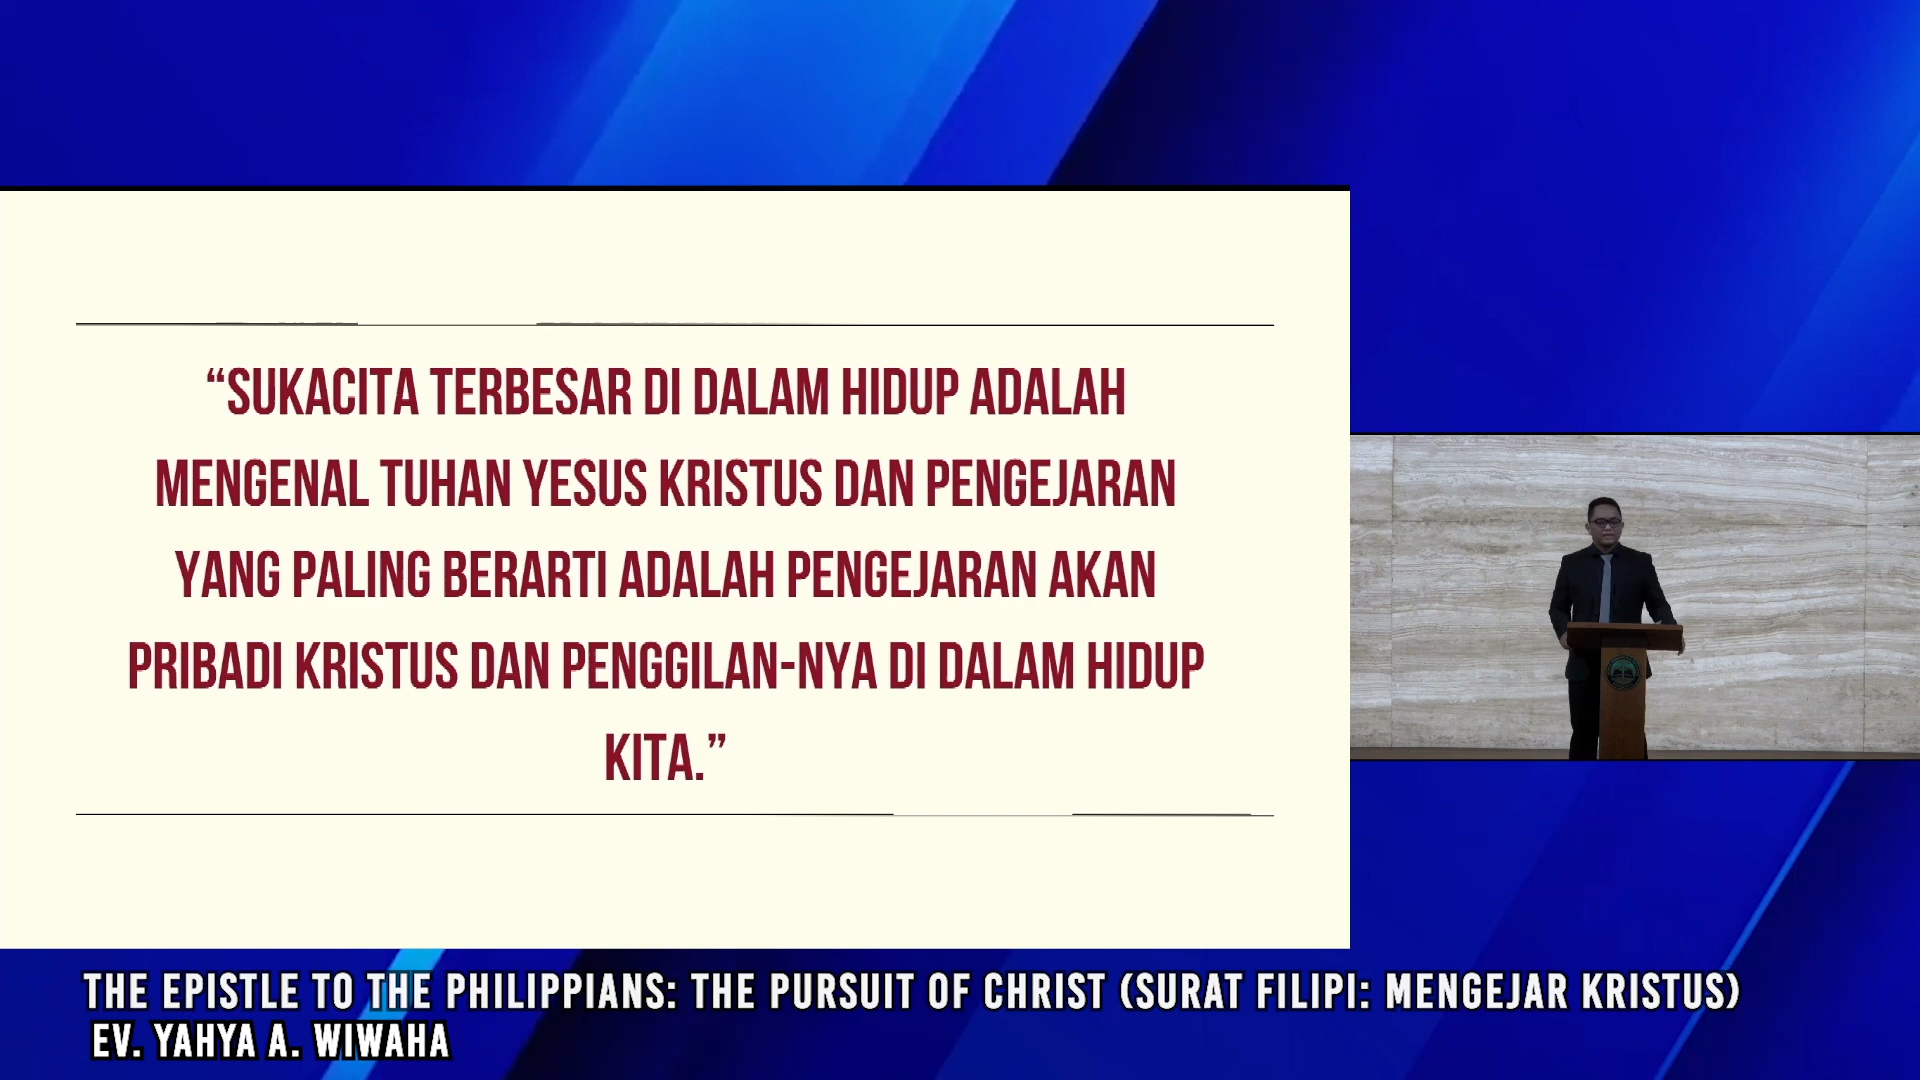 “SUKACITA TERBESAR DI DALAM HIDUP ADALAH
MENGENAL TUHAN YESUS KRISTUS DAN PENGEJARAN
YANG PALING BERARTI ADALAH PENGEJARAN AKAN
PRIBADI KRISTUS DAN PENGGILAN-NYA DI DALAM HIDUP
KITA.”
THE EPISTLE TO THE PHILIPPIANS: THE PURSUIT OF CHRIST (SURAT FILIPI: MENGEJAR KRISTUS)
EV. YAHYA A. WIWAHA